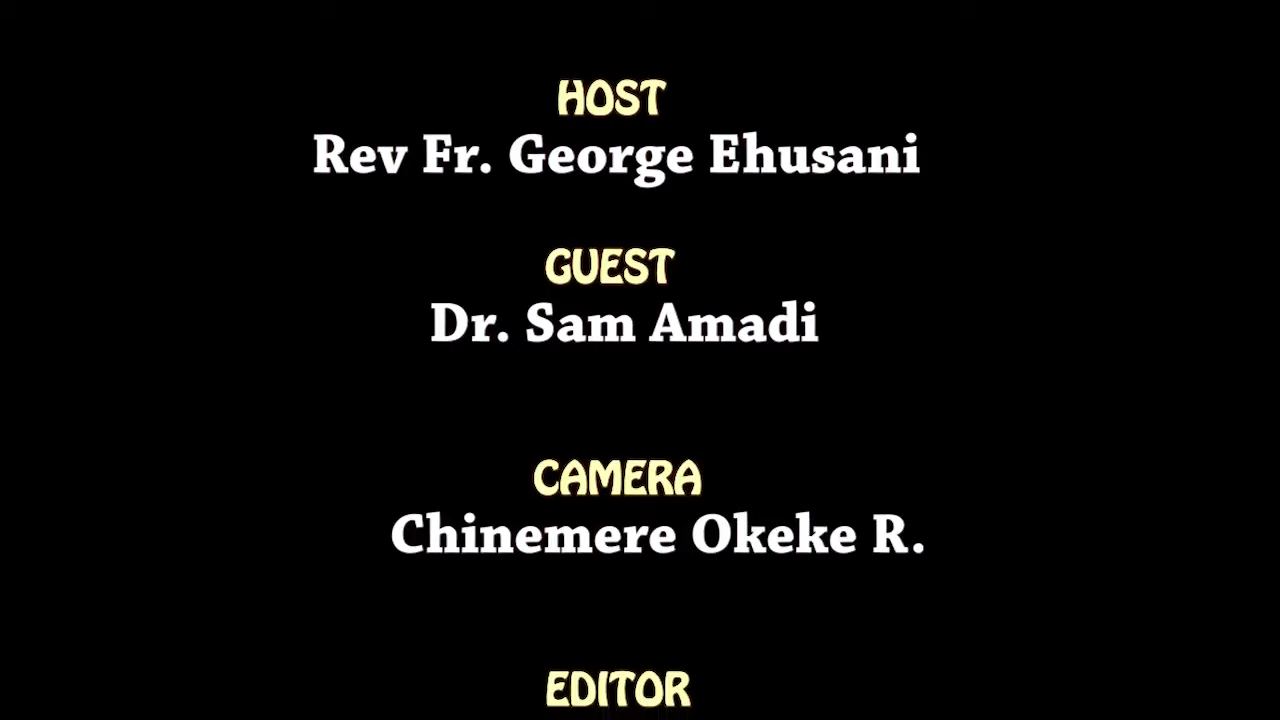 HOST
Rev Fr. George Ehusani
GUEST
Dr. Sam Amadi
CAMERA
Chinemere Okeke R.
EDITOR